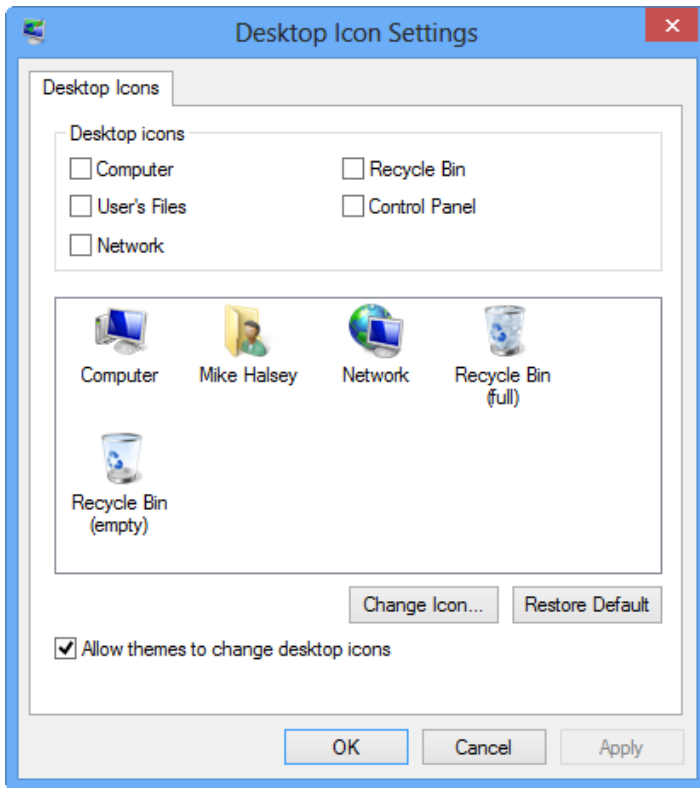 Desktop Icon Settings
Desktop Icons
Desktop icons
Computer
Recycle Bin
User's Files
Control Panel
Network
Computer
Mike Halsey
Network
Recycle Bin
(full)
Recycle Bin
(empty)
Change Icon...
Restore Default
Allow themes to change desktop icons
OK
Cancel
Apply